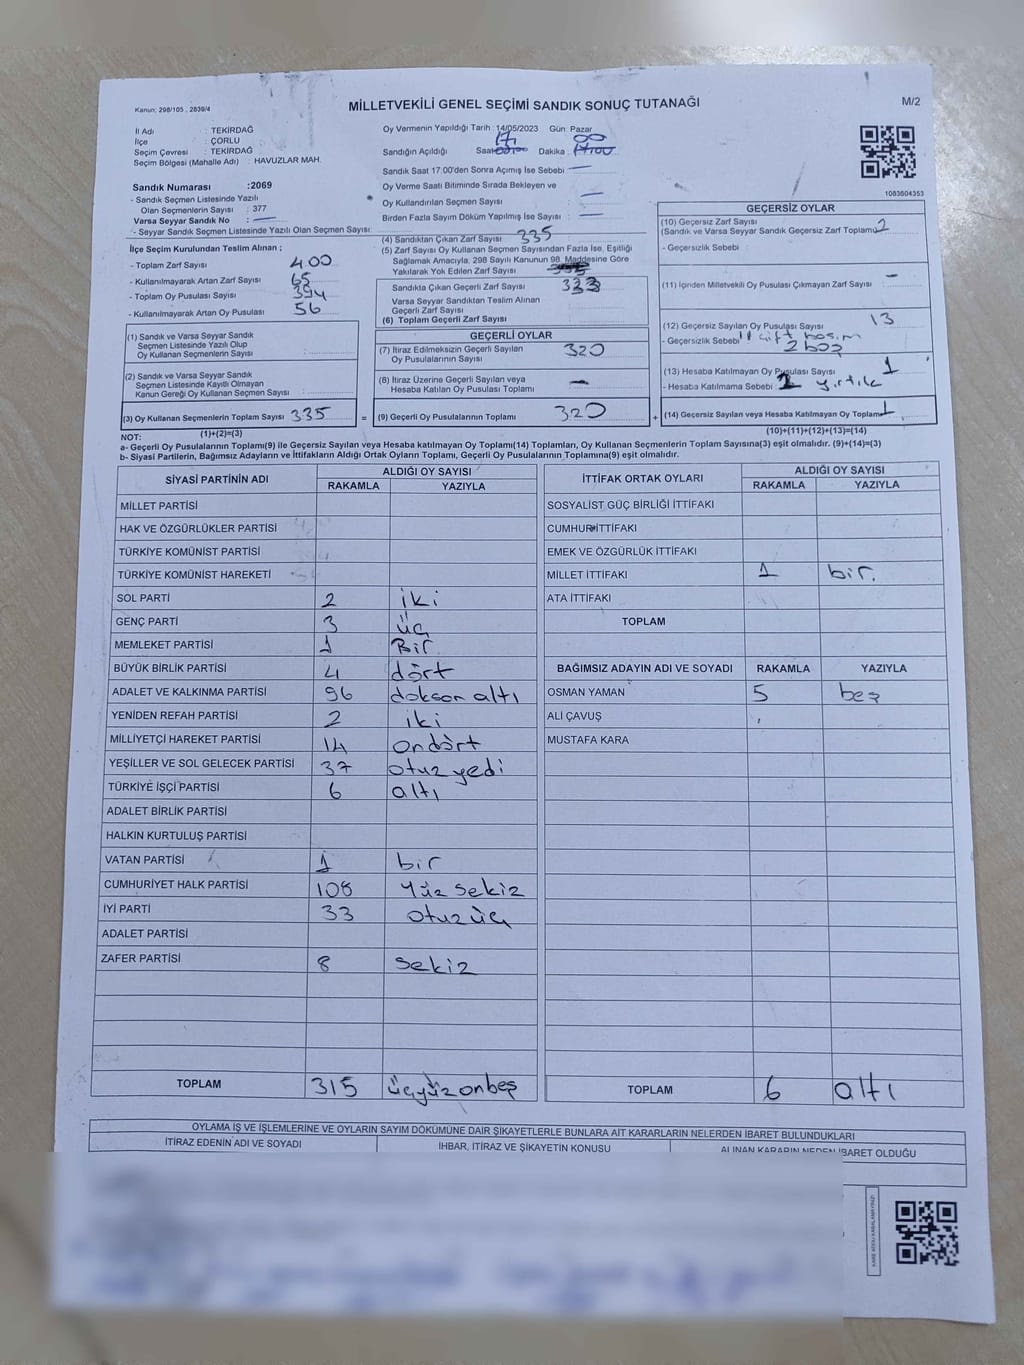 Kanun: 298/105 , 2839/4
MİLLETVEKİLİ GENEL SEÇİMİ SANDIK SONUÇ TUTANAĞI
M/2
İl Adı : TEKİRDAĞ
İlçe : ÇORLU
Seçim Çevresi : TEKİRDAĞ
Seçim Bölgesi (Mahalle Adı) : HAVUZLAR MAH.
Sandık Numarası :2069
- Sandık Seçmen Listesinde Yazılı
Olan Seçmenlerin Sayısı : 377
Varsa Seyyar Sandık No : —
- Seyyar Sandık Seçmen Listesinde Yazılı Olan Seçmen Sayısı:
İlçe Seçim Kurulundan Teslim Alınan ;
- Toplam Zarf Sayısı : 400
- Kullanılmayarak Artan Zarf Sayısı : 65
- Toplam Oy Pusulası Sayısı : 394
- Kullanılmayarak Artan Oy Pusulası : 56
Oy Vermenin Yapıldığı Tarih : 14/05/2023 Gün : Pazar
Sandığın Açıldığı Saat 17 Dakika : 00
Sandık Saat 17:00'den Sonra Açılmış İse Sebebi : —
Oy Verme Saati Bitiminde Sırada Bekleyen ve
Oy Kullandırılan Seçmen Sayısı : —
Birden Fazla Sayım Döküm Yapılmış İse Sayısı : —
(4) Sandıktan Çıkan Zarf Sayısı : 335
(5) Zarf Sayısı Oy Kullanan Seçmen Sayısından Fazla İse, Eşitliği
Sağlamak Amacıyla, 298 Sayılı Kanunun 98. Maddesine Göre
Yakılarak Yok Edilen Zarf Sayısı :
Sandıkta Çıkan Geçerli Zarf Sayısı : 333
Varsa Seyyar Sandıktan Teslim Alınan
Geçerli Zarf Sayısı :
(6) Toplam Geçerli Zarf Sayısı :
1083604353
GEÇERSİZ OYLAR
(10) Geçersiz Zarf Sayısı
(Sandık ve Varsa Seyyar Sandık Geçersiz Zarf Toplamı) 2
- Geçersizlik Sebebi :
(11) İçinden Milletvekili Oy Pusulası Çıkmayan Zarf Sayısı : —
(12) Geçersiz Sayılan Oy Pusulası Sayısı : 13
- Geçersizlik Sebebi : 11 çift basım
2 boş
(13) Hesaba Katılmayan Oy Pusulası Sayısı : 1
- Hesaba Katılmama Sebebi : 1 yırtık
(1) Sandık ve Varsa Seyyar Sandık
Seçmen Listesinde Yazılı Olup
Oy Kullanan Seçmenlerin Sayısı :
(2) Sandık ve Varsa Seyyar Sandık
Seçmen Listesinde Kayıtlı Olmayan
Kanun Gereği Oy Kullanan Seçmen Sayısı :
GEÇERLİ OYLAR
(7) İtiraz Edilmeksizin Geçerli Sayılan
Oy Pusulalarının Sayısı : 320
(8) İtiraz Üzerine Geçerli Sayılan veya
Hesaba Katılan Oy Pusulası Toplamı : —
(3) Oy Kullanan Seçmenlerin Toplam Sayısı : 335 = (9) Geçerli Oy Pusulalarının Toplamı : 320 + (14) Geçersiz Sayılan veya Hesaba Katılmayan Oy Toplamı
NOT: (1)+(2)=(3) (10)+(11)+(12)+(13)=(14)
a- Geçerli Oy Pusulalarının Toplamı(9) ile Geçersiz Sayılan veya Hesaba katılmayan Oy Toplamı(14) Toplamları, Oy Kullanan Seçmenlerin Toplam Sayısına(3) eşit olmalıdır. (9)+(14)=(3)
b- Siyasi Partilerin, Bağımsız Adayların ve İttifakların Aldığı Ortak Oyların Toplamı, Geçerli Oy Pusulalarının Toplamına(9) eşit olmalıdır.
SİYASİ PARTİNİN ADI ALDIĞI OY SAYISI
RAKAMLA YAZIYLA
MİLLET PARTİSİ
HAK VE ÖZGÜRLÜKLER PARTİSİ
TÜRKİYE KOMÜNİST PARTİSİ
TÜRKİYE KOMÜNİST HAREKETİ
SOL PARTİ 2 iki
GENÇ PARTİ 3 üç
MEMLEKET PARTİSİ 1 Bir
BÜYÜK BİRLİK PARTİSİ 4 dört
ADALET VE KALKINMA PARTİSİ 96 doksan altı
YENİDEN REFAH PARTİSİ 2 iki
MİLLİYETÇİ HAREKET PARTİSİ 14 ondört
YEŞİLLER VE SOL GELECEK PARTİSİ 37 otuz yedi
TÜRKİYE İŞÇİ PARTİSİ 6 altı
ADALET BİRLİK PARTİSİ
HALKIN KURTULUŞ PARTİSİ
VATAN PARTİSİ 1 bir
CUMHURİYET HALK PARTİSİ 108 Yüz sekiz
İYİ PARTİ 33 otuz üç
ADALET PARTİSİ
ZAFER PARTİSİ 8 sekiz
TOPLAM 315 üçyüz onbeş
İTTİFAK ORTAK OYLARI ALDIĞI OY SAYISI
RAKAMLA YAZIYLA
SOSYALİST GÜÇ BİRLİĞİ İTTİFAKI
CUMHUR İTTİFAKI
EMEK VE ÖZGÜRLÜK İTTİFAKI
MİLLET İTTİFAKI 1 bir.
ATA İTTİFAKI
TOPLAM
BAĞIMSIZ ADAYIN ADI VE SOYADI RAKAMLA YAZIYLA
OSMAN YAMAN 5 beş
ALİ ÇAVUŞ
MUSTAFA KARA
TOPLAM 6 altı
OYLAMA İŞ VE İŞLEMLERİNE VE OYLARIN SAYIM DÖKÜMÜNE DAİR ŞİKAYETLERLE BUNLARA AİT KARARLARIN NELERDEN İBARET BULUNDUKLARI
İTİRAZ EDENİN ADI VE SOYADI İHBAR, İTİRAZ VE ŞİKAYETİN KONUSU ALINAN KARARIN NEDEN İBARET OLDUĞU